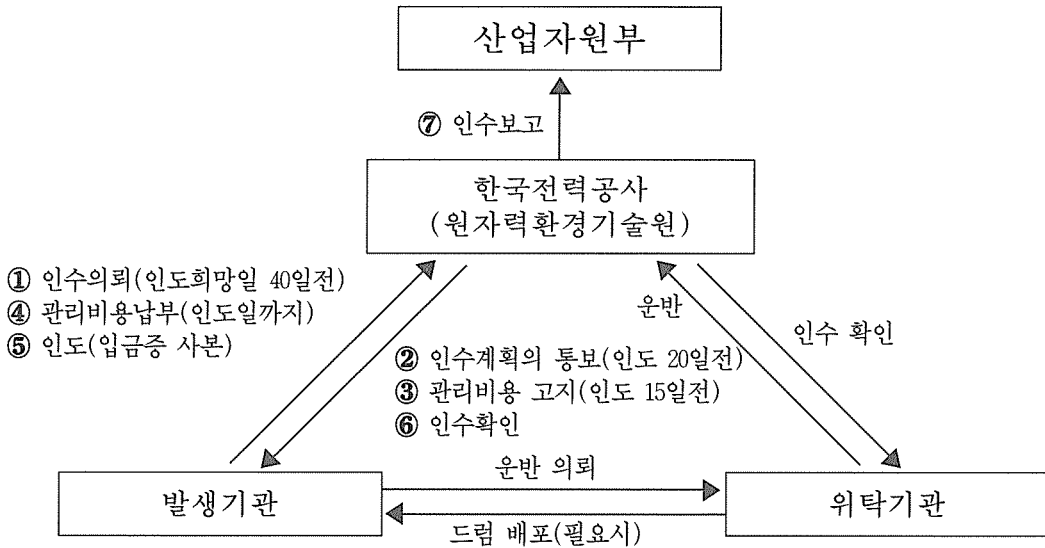 산업자원부
⑦ 인수보고
한국전력공사
(원자력환경기술원)
① 인수의뢰(인도희망일 40일전)
④ 관리비용납부(인도일까지)
⑤ 인도(입금증 사본)
운반
인수 확인
② 인수계획의 통보(인도 20일전)
③ 관리비용 고지(인도 15일전)
⑥ 인수확인
발생기관
운반 의뢰
드럼 배포(필요시)
위탁기관